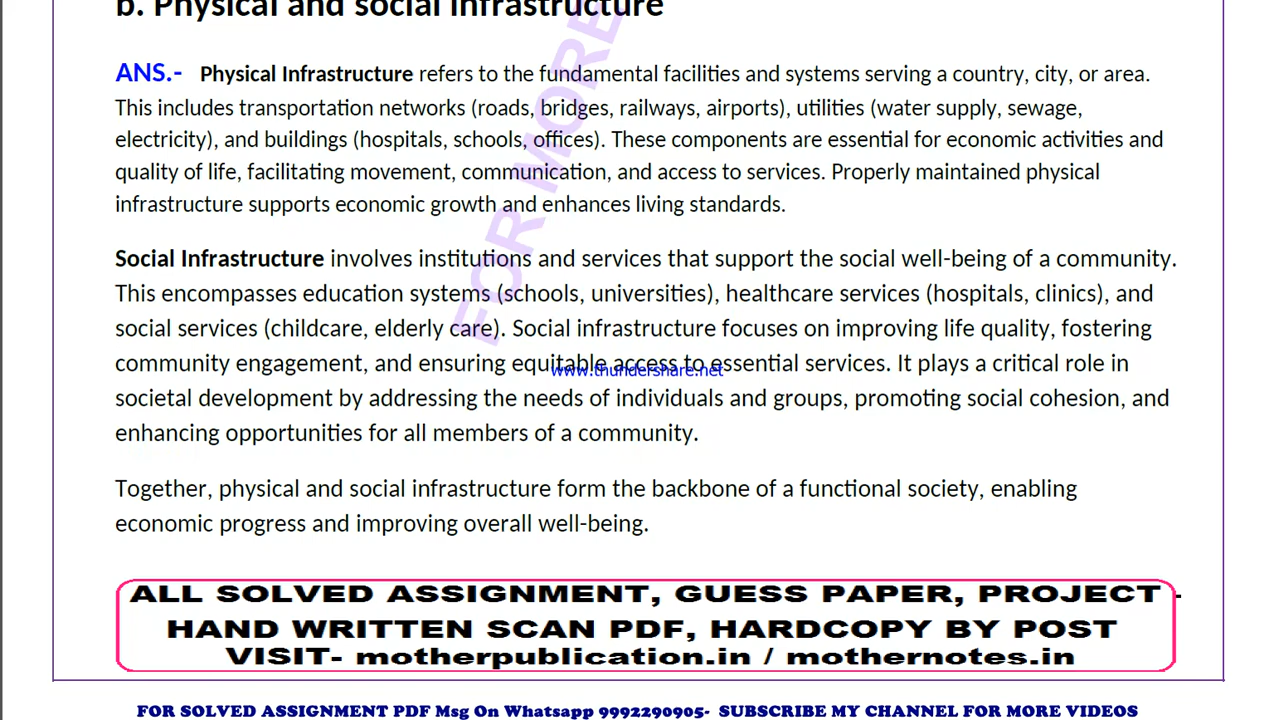 b. Physical and social infrastructure
ANS.- Physical Infrastructure refers to the fundamental facilities and systems serving a country, city, or area.
This includes transportation networks (roads, bridges, railways, airports), utilities (water supply, sewage,
electricity), and buildings (hospitals, schools, offices). These components are essential for economic activities and
quality of life, facilitating movement, communication, and access to services. Properly maintained physical
infrastructure supports economic growth and enhances living standards.
Social Infrastructure involves institutions and services that support the social well-being of a community.
This encompasses education systems (schools, universities), healthcare services (hospitals, clinics), and
social services (childcare, elderly care). Social infrastructure focuses on improving life quality, fostering
community engagement, and ensuring equitable access to essential services. It plays a critical role in
www.thundershare.net
societal development by addressing the needs of individuals and groups, promoting social cohesion, and
enhancing opportunities for all members of a community.
Together, physical and social infrastructure form the backbone of a functional society, enabling
economic progress and improving overall well-being.
FOR MORE
ALL SOLVED ASSIGNMENT, GUESS PAPER, PROJECT -
HAND WRITTEN SCAN PDF, HARDCOPY BY POST
VISIT- motherpublication.in / mothernotes.in
FOR SOLVED ASSIGNMENT PDF Msg On Whatsapp 9992290905- SUBSCRIBE MY CHANNEL FOR MORE VIDEOS